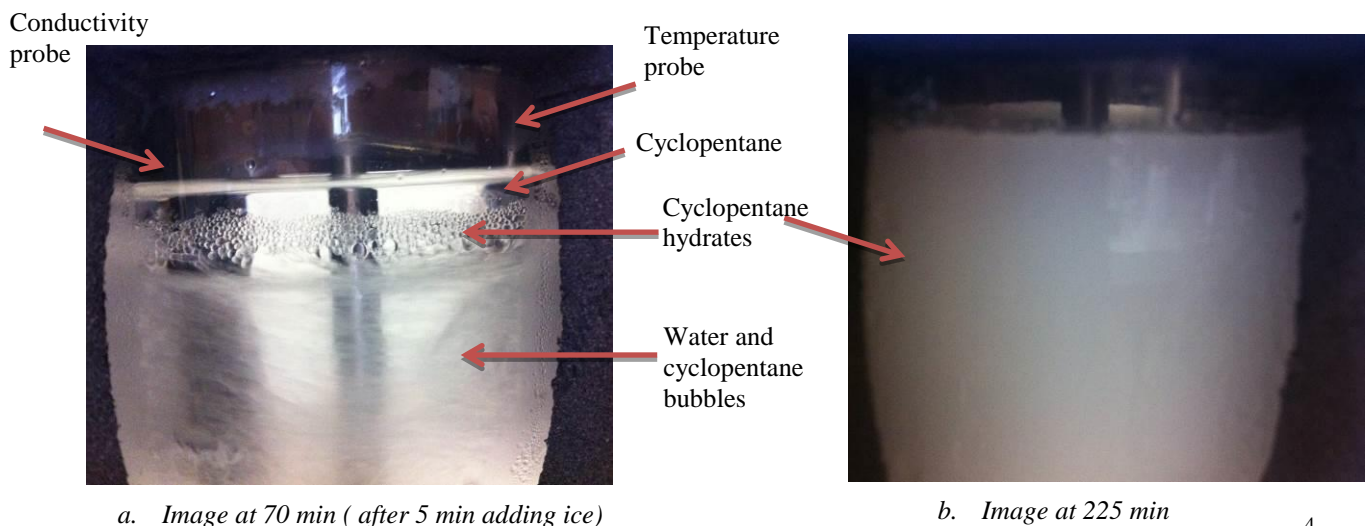 Conductivity
probe
Temperature
probe
Cyclopentane
Cyclopentane
hydrates
Water and
cyclopentane
bubbles
a. Image at 70 min ( after 5 min adding ice)
b. Image at 225 min
4